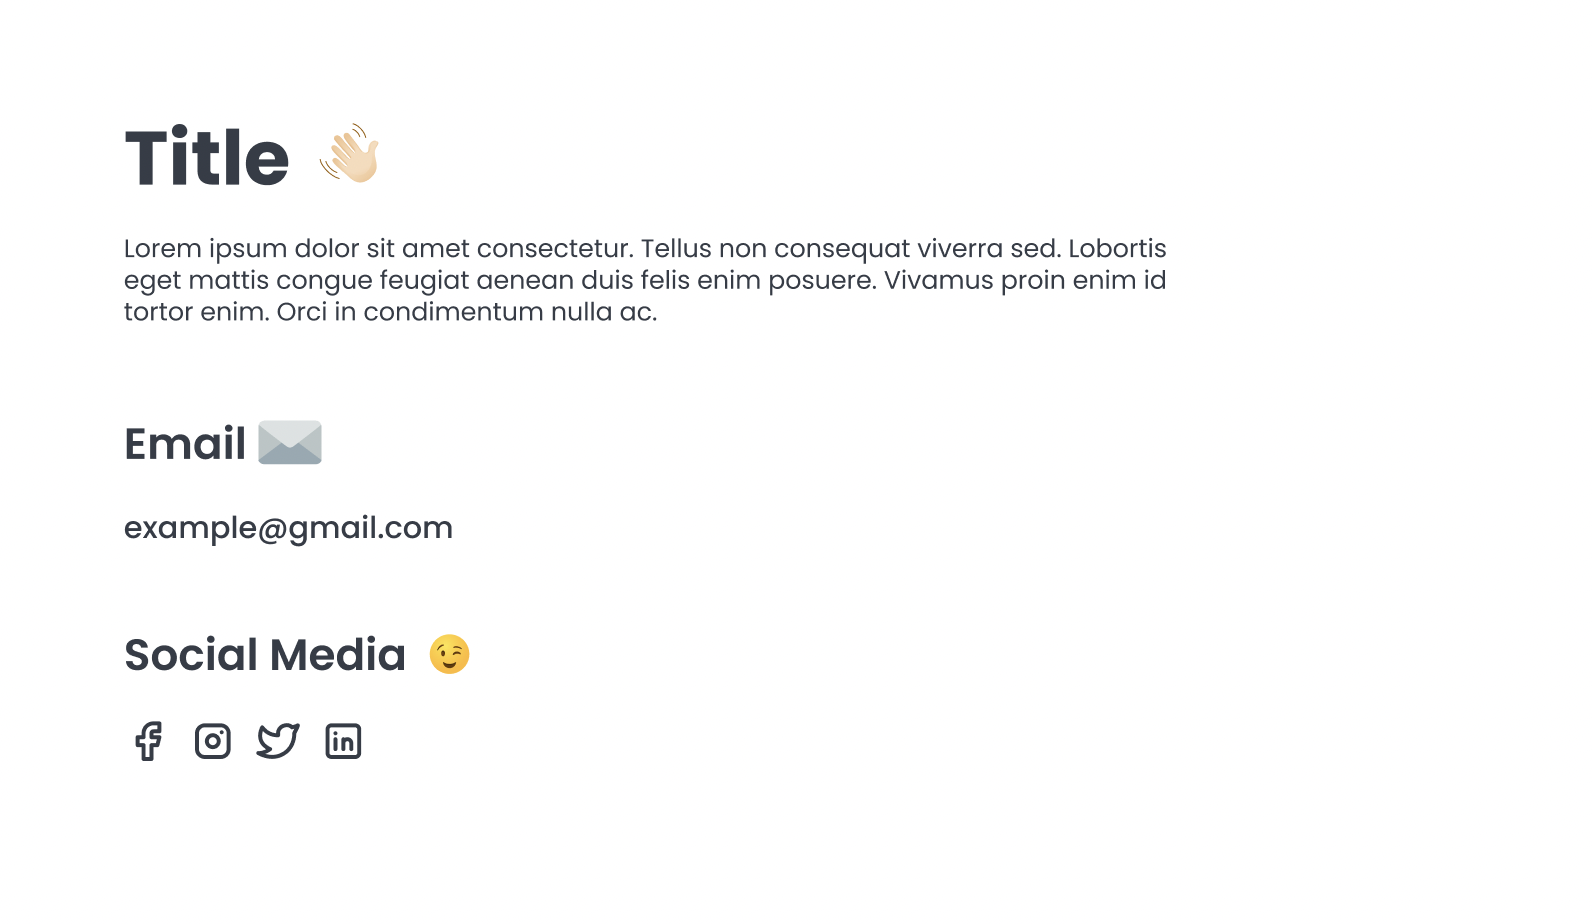 Title 👋🏻
Lorem ipsum dolor sit amet consectetur. Tellus non consequat viverra sed. Lobortis
eget mattis congue feugiat aenean duis felis enim posuere. Vivamus proin enim id
tortor enim. Orci in condimentum nulla ac.
Email ✉️
example@gmail.com
Social Media 😉
in